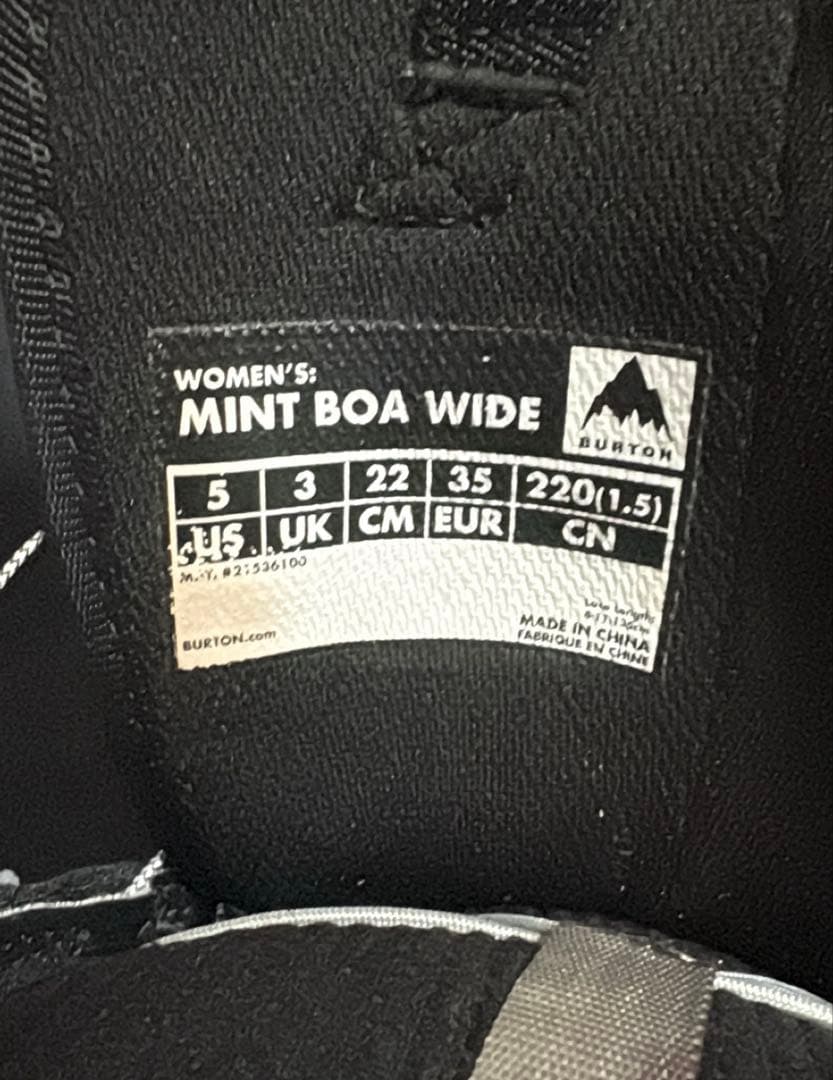 WOMEN'S:
MINT BOA WIDE
BURTON
5 3 22 35 220(1.5)
US UK CM EUR CN
BURTON.com
MADE IN CHINA
FABRIQUE EN CHINE